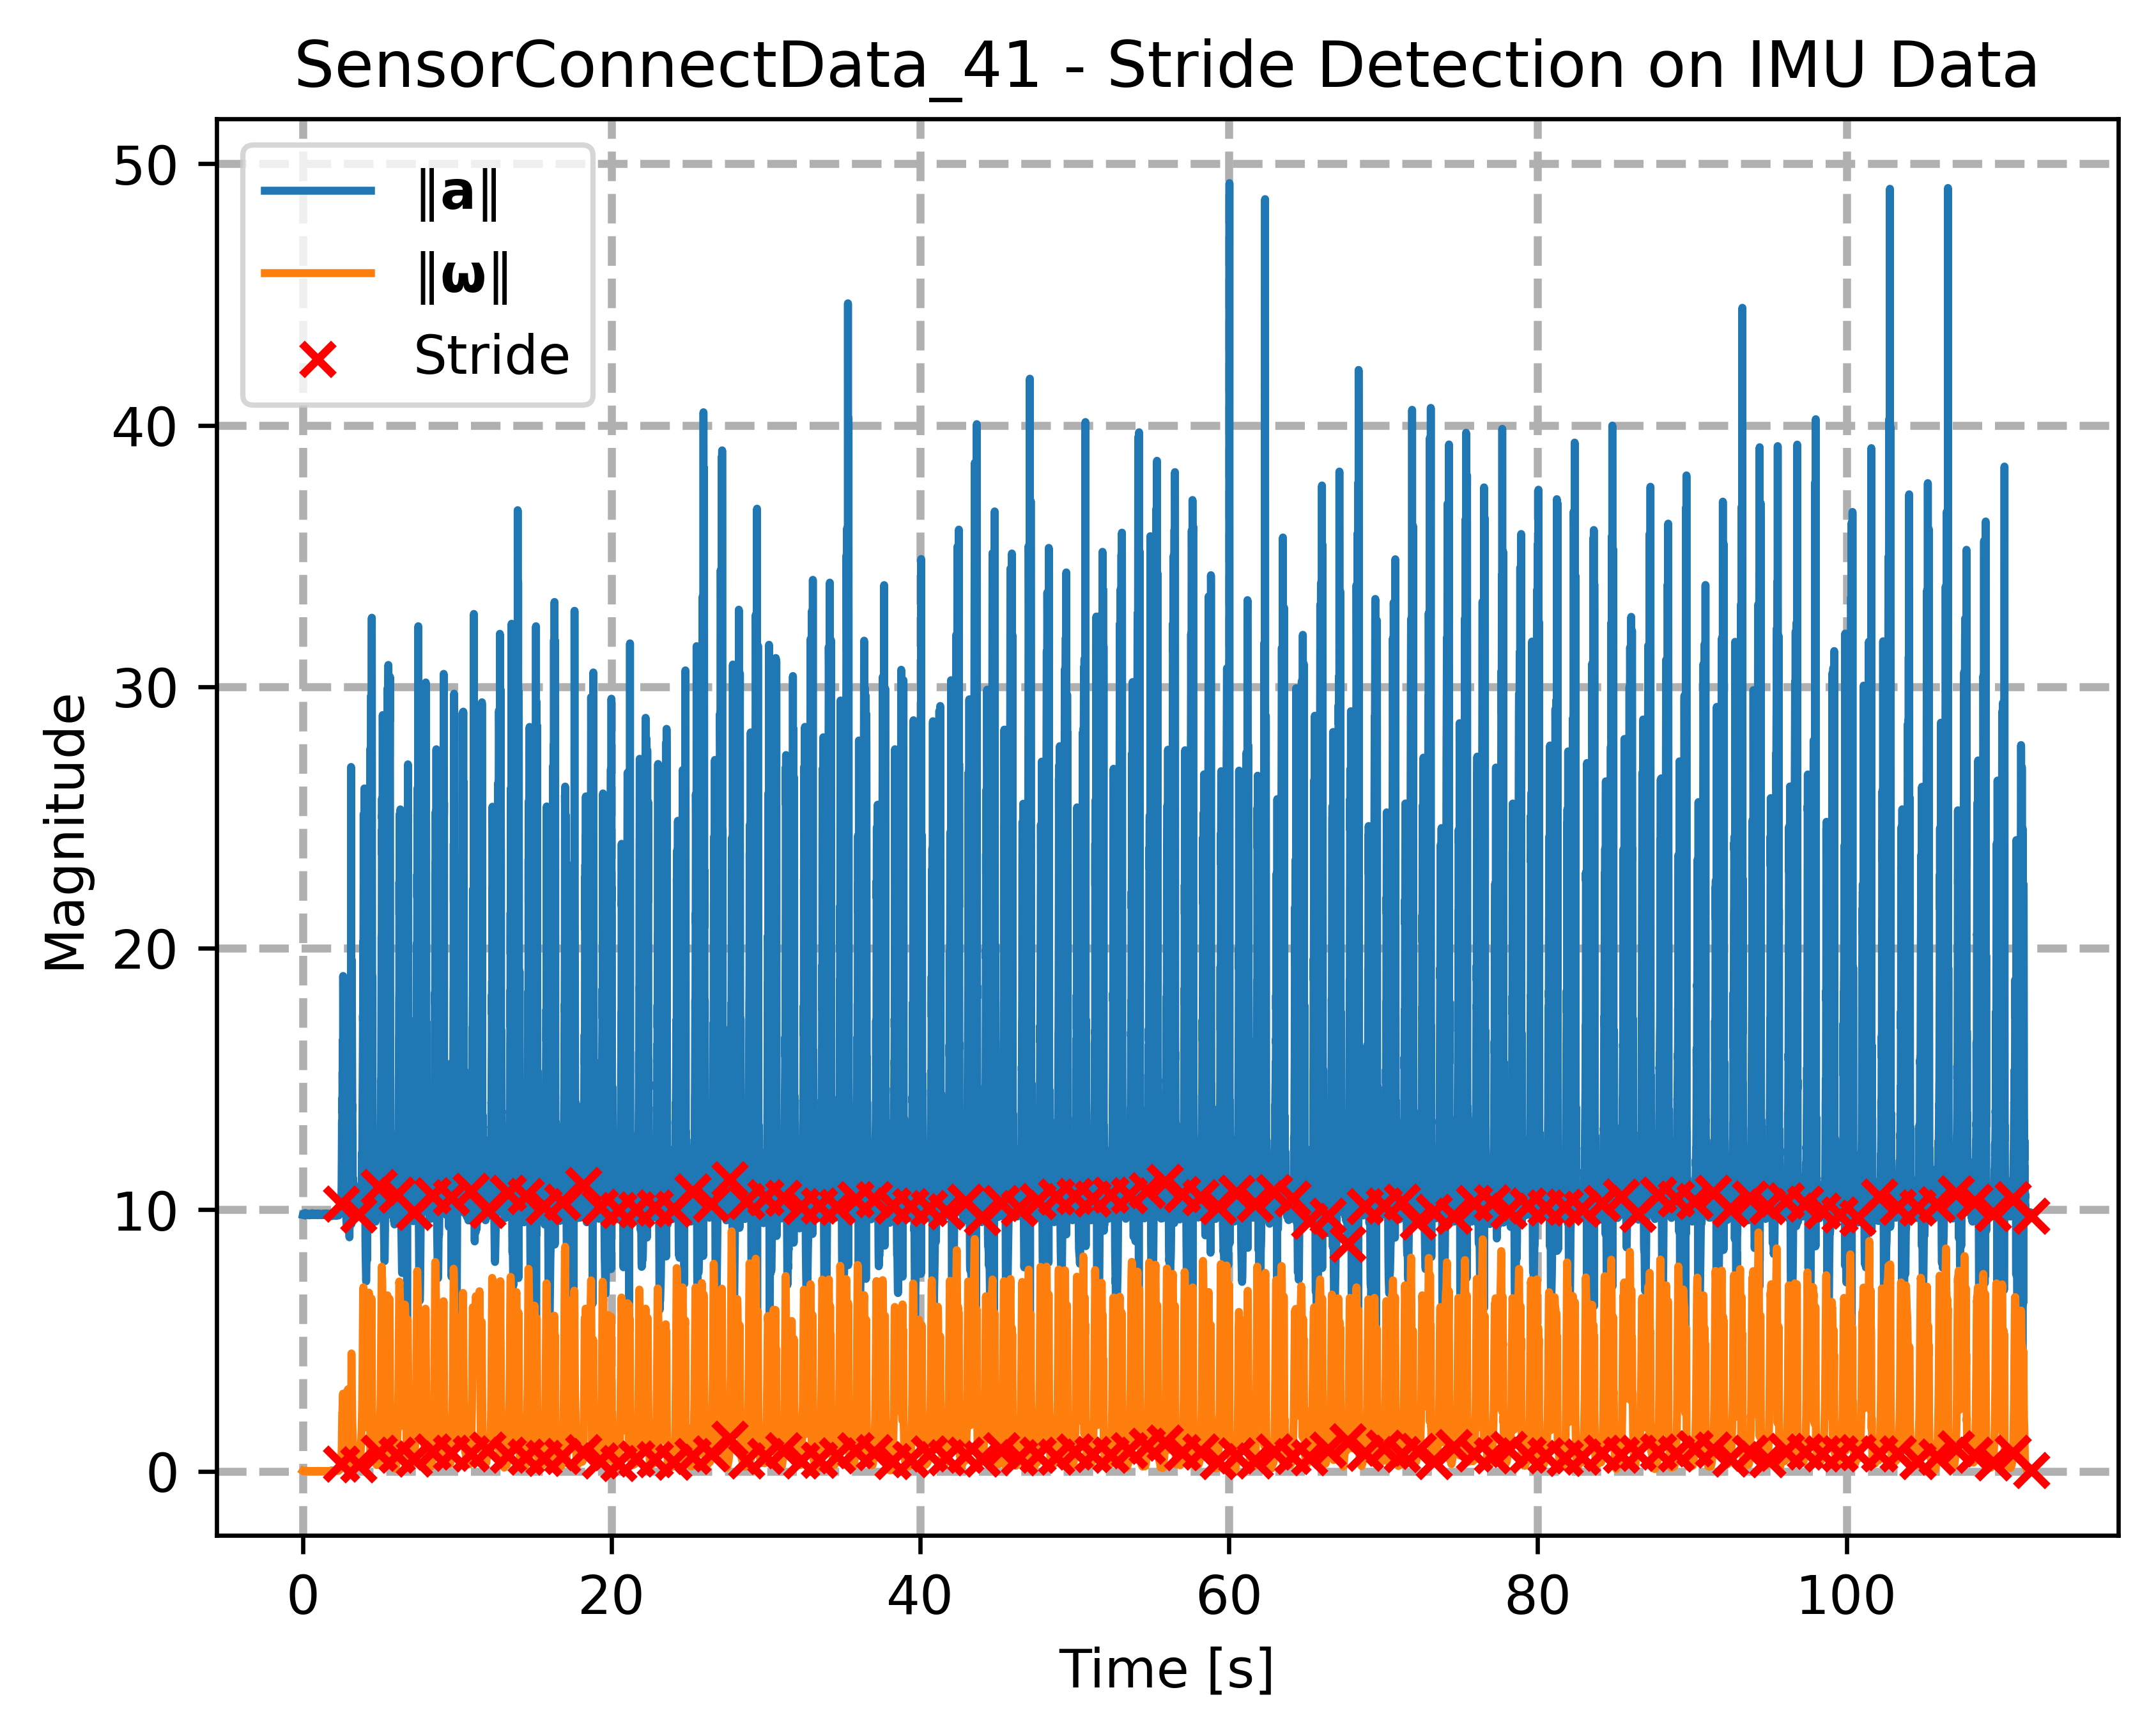 SensorConnectData_41 - Stride Detection on IMU Data
‖a‖
‖ω‖
Stride
Magnitude
50
40
30
20
10
0
0 20 40 60 80 100
Time [s]